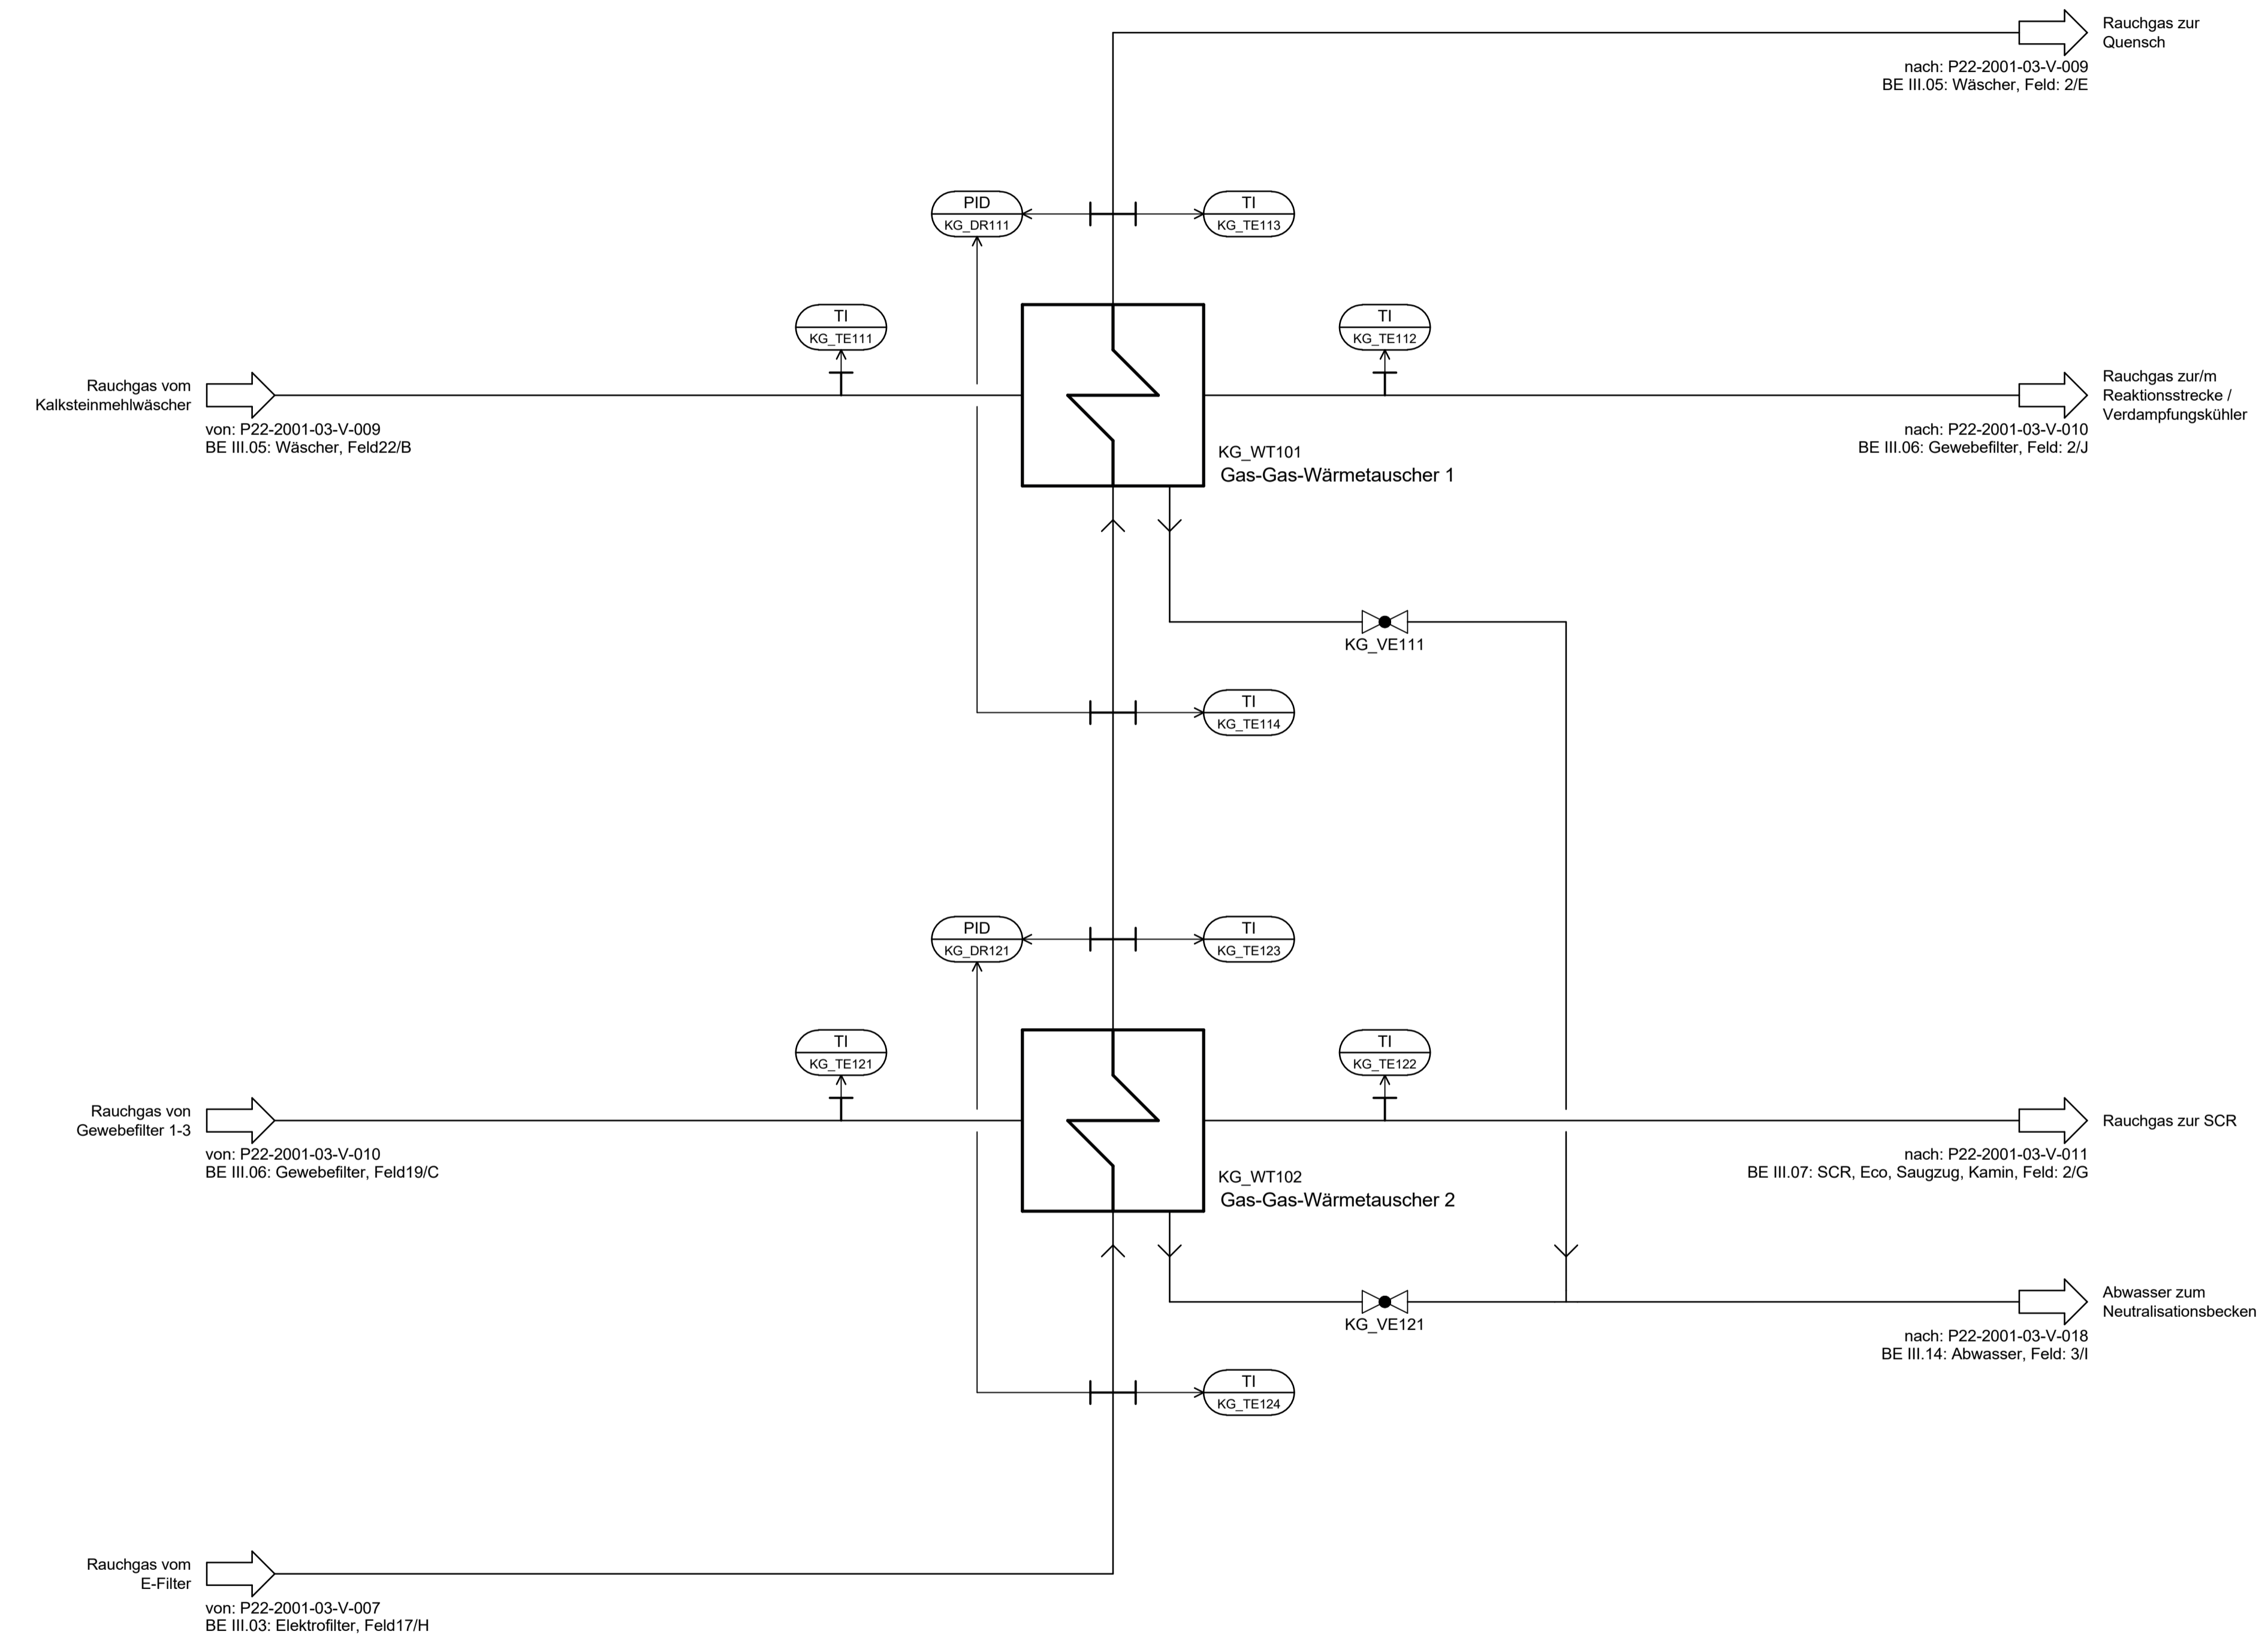 Rauchgas zur
Quensch
nach: P22-2001-03-V-009
BE III.05: Wäscher, Feld: 2/E
PID
KG_DR111
TI
KG_TE113
TI
KG_TE111
TI
KG_TE112
Rauchgas vom
Kalksteinmehlwäscher
von: P22-2001-03-V-009
BE III.05: Wäscher, Feld22/B
Rauchgas zur/m
Reaktionsstrecke /
Verdampfungskühler
nach: P22-2001-03-V-010
BE III.06: Gewebefilter, Feld: 2/J
KG_WT101
Gas-Gas-Wärmetauscher 1
KG_VE111
TI
KG_TE114
PID
KG_DR121
TI
KG_TE123
TI
KG_TE121
TI
KG_TE122
Rauchgas von
Gewebefilter 1-3
von: P22-2001-03-V-010
BE III.06: Gewebefilter, Feld19/C
Rauchgas zur SCR
nach: P22-2001-03-V-011
BE III.07: SCR, Eco, Saugzug, Kamin, Feld: 2/G
KG_WT102
Gas-Gas-Wärmetauscher 2
KG_VE121
Abwasser zum
Neutralisationsbecken
nach: P22-2001-03-V-018
BE III.14: Abwasser, Feld: 3/I
TI
KG_TE124
Rauchgas vom
E-Filter
von: P22-2001-03-V-007
BE III.03: Elektrofilter, Feld17/H